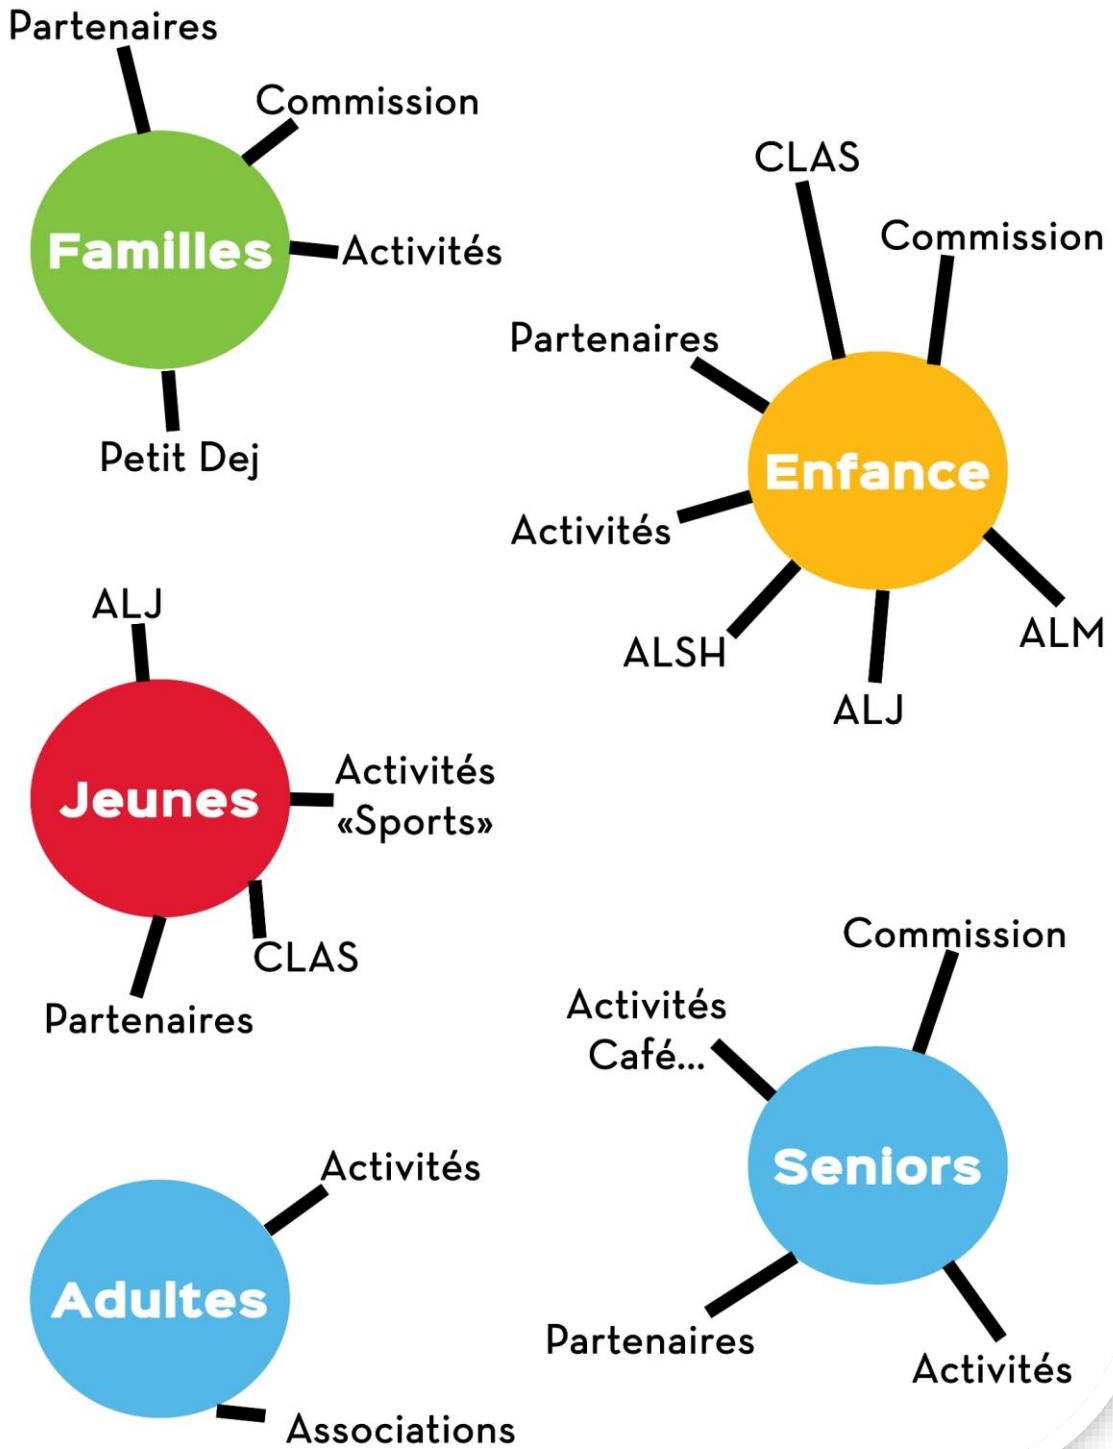 Partenaires
Commission
Familles
Activités
Petit Dej
CLAS
Commission
Partenaires
Enfance
Activités
ALSH
ALJ
ALM
ALJ
Jeunes
Activités
«Sports»
CLAS
Partenaires
Commission
Activités
Café...
Seniors
Partenaires
Activités
Activités
Adultes
Associations